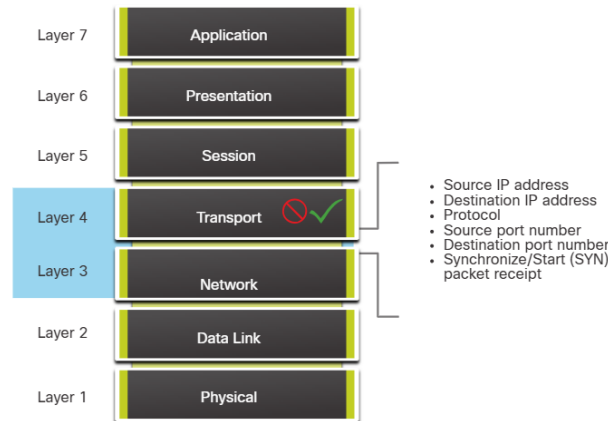 Layer 7
Application
Layer 6
Presentation
Layer 5
Session
Layer 4
Transport
Layer 3
Network
Layer 2
Data Link
Layer 1
Physical
• Source IP address
• Destination IP address
• Protocol
• Source port number
• Destination port number
• Synchronize/Start (SYN)
packet receipt